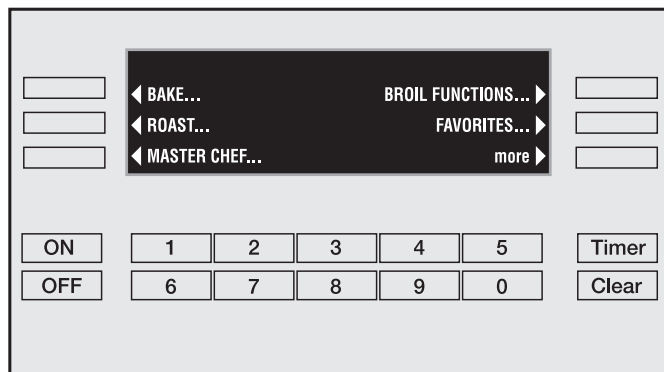 BAKE... BROIL FUNCTIONS...
ROAST... FAVORITES...
MASTER CHEF... more
ON 1 2 3 4 5 Timer
OFF 6 7 8 9 0 Clear